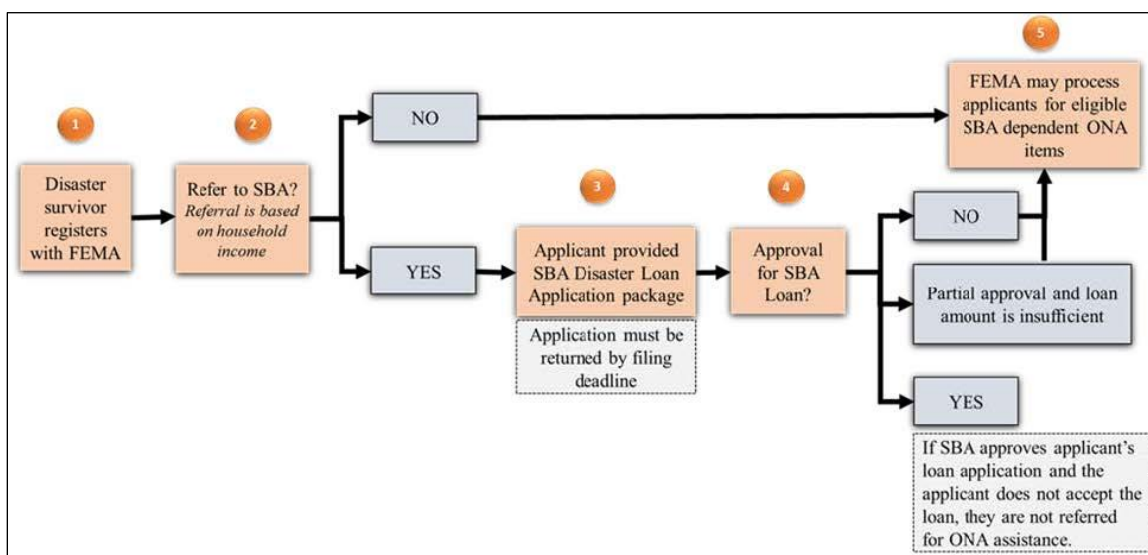 1
Disaster
survivor
registers
with FEMA
2
Refer to SBA?
Referral is based
on household
income
NO
YES
3
Applicant provided
SBA Disaster Loan
Application package
Application must be
returned by filing
deadline
4
Approval
for SBA
Loan?
5
FEMA may process
applicants for eligible
SBA dependent ONA
items
NO
Partial approval and loan
amount is insufficient
YES
If SBA approves applicant's
loan application and the
applicant does not accept the
loan, they are not referred
for ONA assistance.